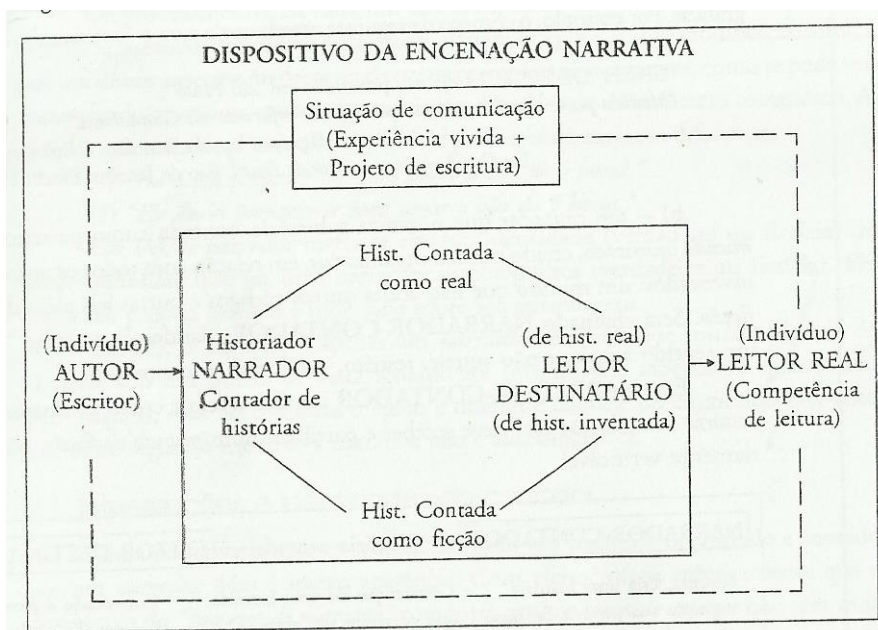 DISPOSITIVO DA ENCENAÇÃO NARRATIVA
Situação de comunicação
(Experiência vivida +
Projeto de escritura)
Hist. Contada
como real
(Indivíduo)
AUTOR
(Escritor)
Historiador
NARRADOR
Contador de
histórias
(de hist. real)
LEITOR
DESTINATÁRIO
(de hist. inventada)
(Indivíduo)
LEITOR REAL
(Competência
de leitura)
Hist. Contada
como ficção